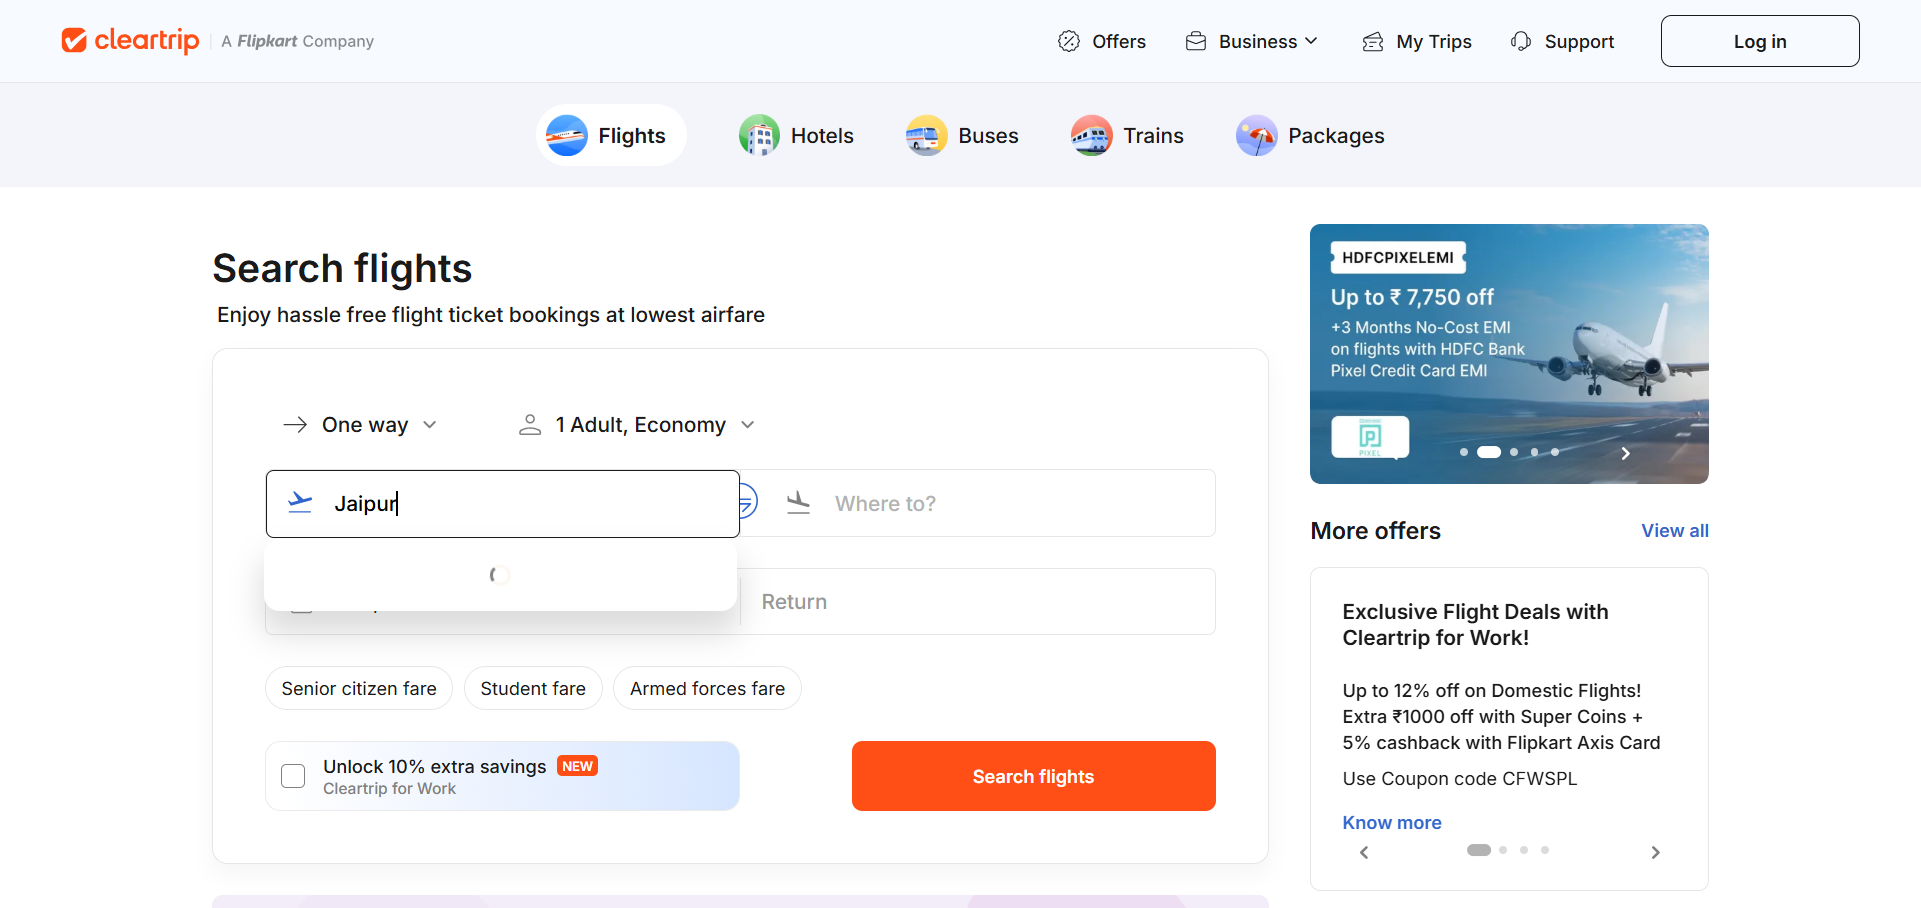 cleartrip
A Flipkart Company
Offers
Business
My Trips
Support
Log in
Flights
Hotels
Buses
Trains
Packages
Search flights
Enjoy hassle free flight ticket bookings at lowest airfare
One way
1 Adult, Economy
Jaipur
Where to?
Return
Senior citizen fare
Student fare
Armed forces fare
Unlock 10% extra savings NEW
Cleartrip for Work
Search flights
HDFCPIXELEMI
Up to ₹ 7,750 off
+3 Months No-Cost EMI
on flights with HDFC Bank
Pixel Credit Card EMI
PIXEL
More offers
View all
Exclusive Flight Deals with
Cleartrip for Work!
Up to 12% off on Domestic Flights!
Extra ₹1000 off with Super Coins +
5% cashback with Flipkart Axis Card
Use Coupon code CFWSPL
Know more